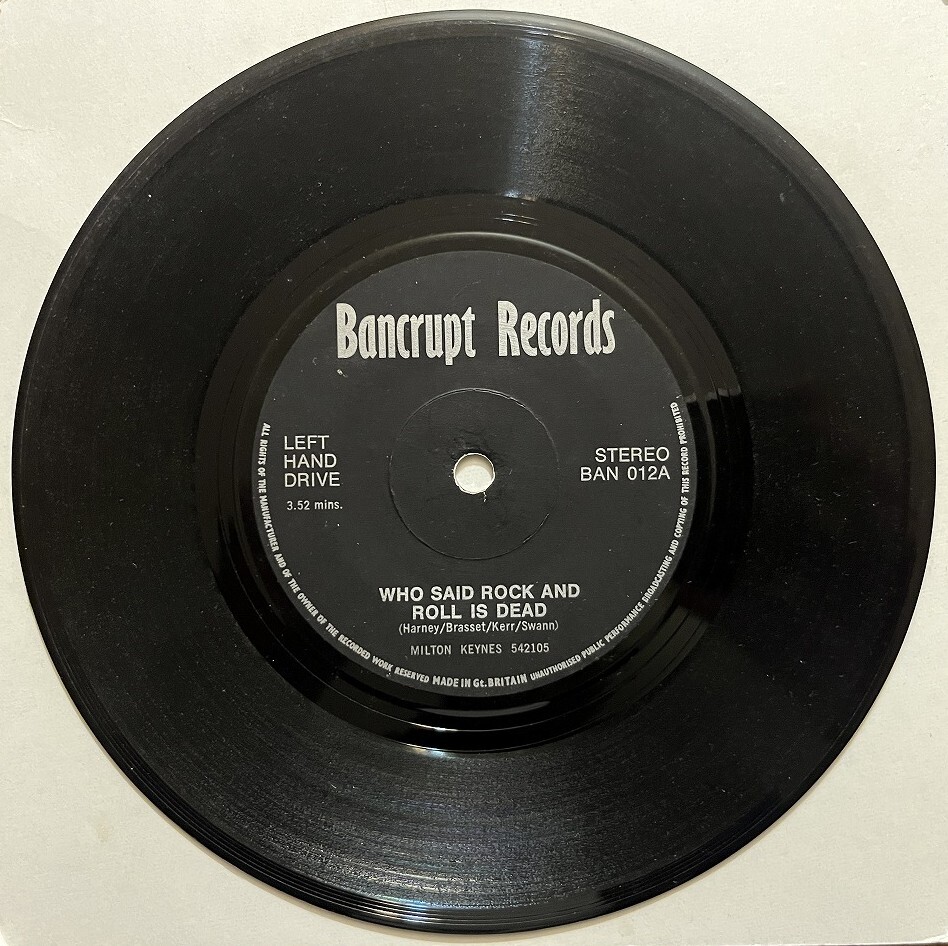 Bancrupt Records
LEFT
HAND
DRIVE
3.52 mins.
STEREO
BAN 012A
WHO SAID ROCK AND
ROLL IS DEAD
(Harney/Brasset/Kerr/Swann)
MILTON KEYNES 542105
ALL RIGHTS OF THE MANUFACTURER AND OF THE OWNER OF THE RECORDED WORK RESERVED MADE IN Gt. BRITAIN UNAUTHORISED PUBLIC PERFORMANCE BROADCASTING AND COPYING OF THIS RECORD PROHIBITED